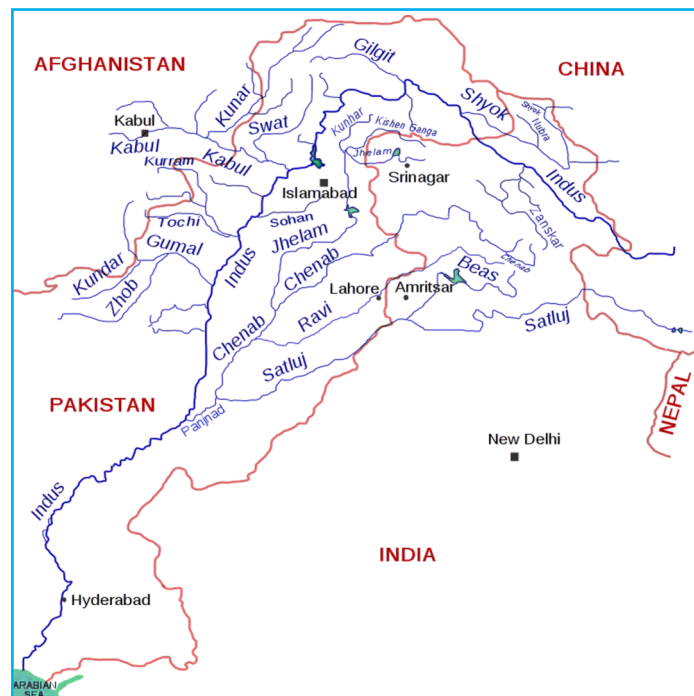 AFGHANISTAN
Gilgit
CHINA
Kunar
Shyok
Shyok
Nubra
Kabul
Kabul
Swat
Kunhar
Kishen Ganga
Kurram
Kabul
Jhelam
Srinagar
Indus
Islamabad
Zanskar
Tochi
Sohan
Gumal
Indus
Jhelam
Chenab
Chenab
Kundar
Zhob
Beas
Lahore
Amritsar
Ravi
Chenab
Satluj
Satluj
PAKISTAN
Panjnad
NEPAL
New Delhi
Indus
INDIA
Hyderabad
ARABIAN
SEA